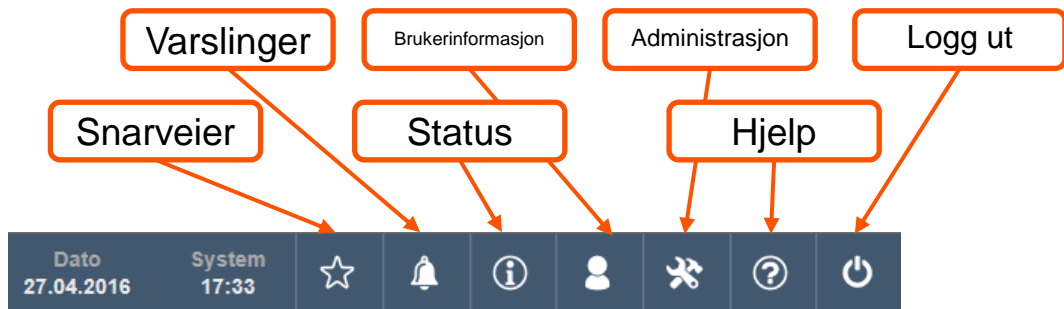 Varslinger
Brukerinformasjon
Administrasjon
Logg ut
Snarveier
Status
Hjelp
Dato
27.04.2016
System
17:33